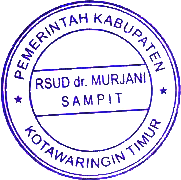 PEMERINTAH KABUPATEN
RSUD dr. MURJANI
SAMPIT
KOTAWARINGIN TIMUR